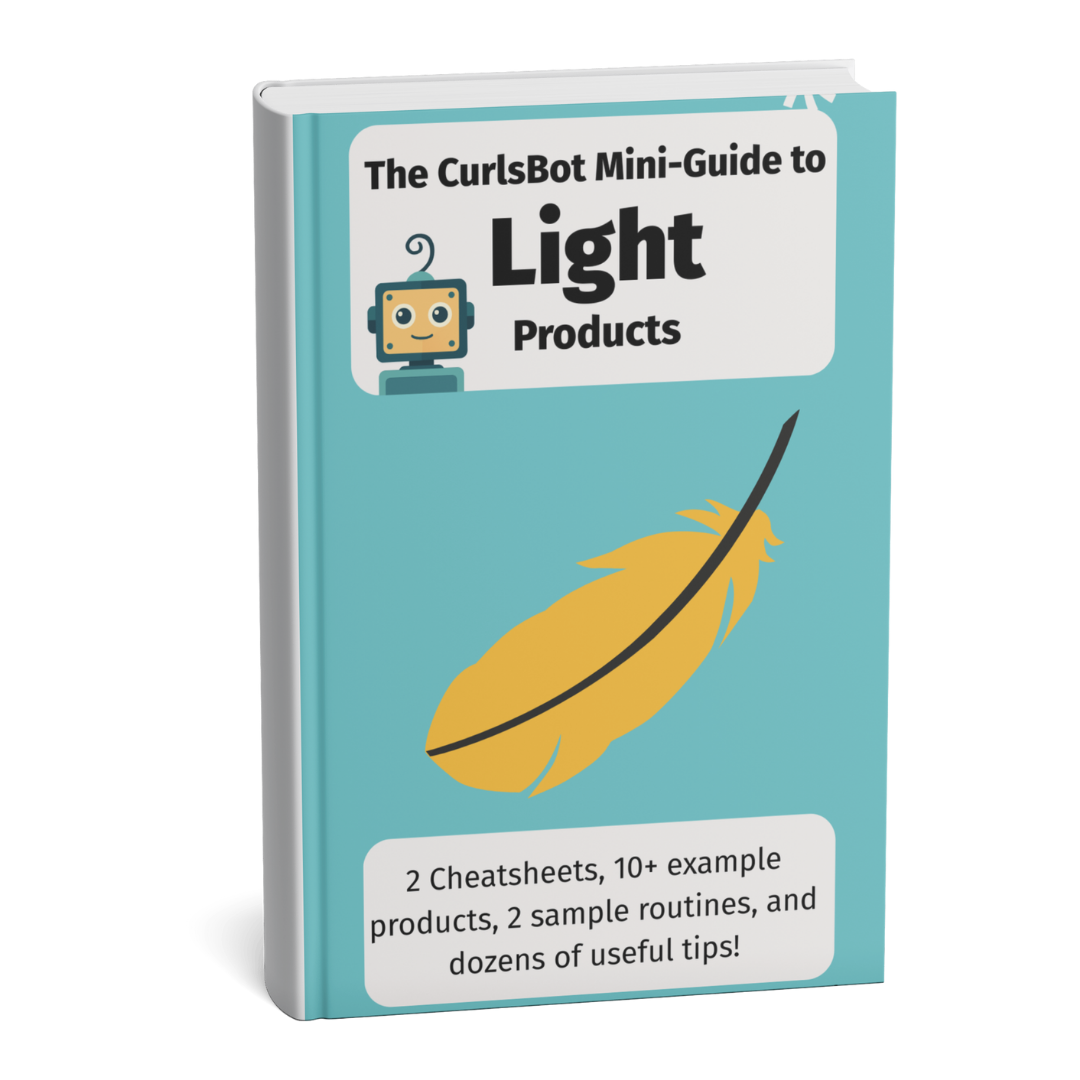 The CurlsBot Mini-Guide to
Light
Products
2 Cheatsheets, 10+ example
products, 2 sample routines, and
dozens of useful tips!